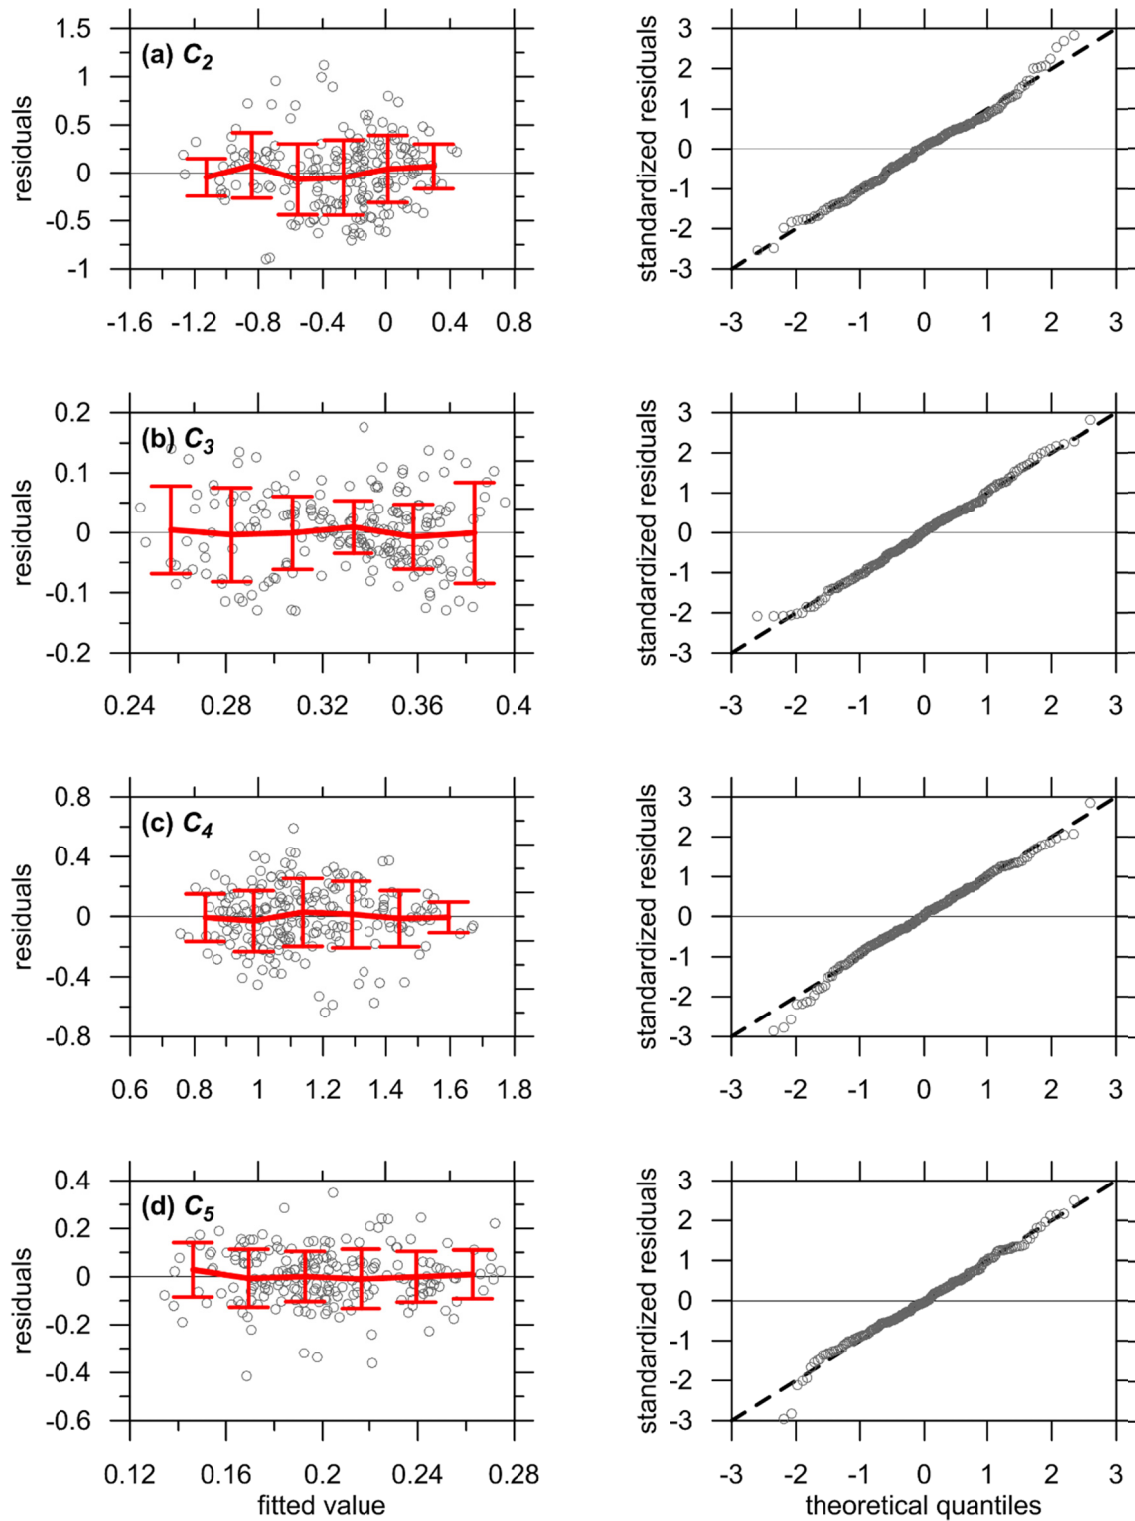 1.5
1
0.5
0
-0.5
-1
residuals
(a) C2
-1.6 -1.2 -0.8 -0.4 0 0.4 0.8
3
2
1
0
-1
-2
-3
standardized residuals
-3 -2 -1 0 1 2 3
0.2
0.1
0
-0.1
-0.2
residuals
(b) C3
0.24 0.28 0.32 0.36 0.4
3
2
1
0
-1
-2
-3
standardized residuals
-3 -2 -1 0 1 2 3
0.8
0.4
0
-0.4
-0.8
residuals
(c) C4
0.6 1 1.2 1.4 1.6 1.8
3
2
1
0
-1
-2
-3
standardized residuals
-3 -2 -1 0 1 2 3
0.4
0.2
0
-0.2
-0.4
-0.6
residuals
(d) C5
0.12 0.16 0.2 0.24 0.28
fitted value
3
2
1
0
-1
-2
-3
standardized residuals
-3 -2 -1 0 1 2 3
theoretical quantiles